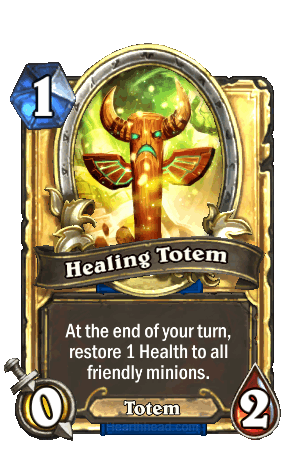 1
Healing Totem
At the end of your turn,
restore 1 Health to all
friendly minions.
0
Totem
2
Hearthhead.com